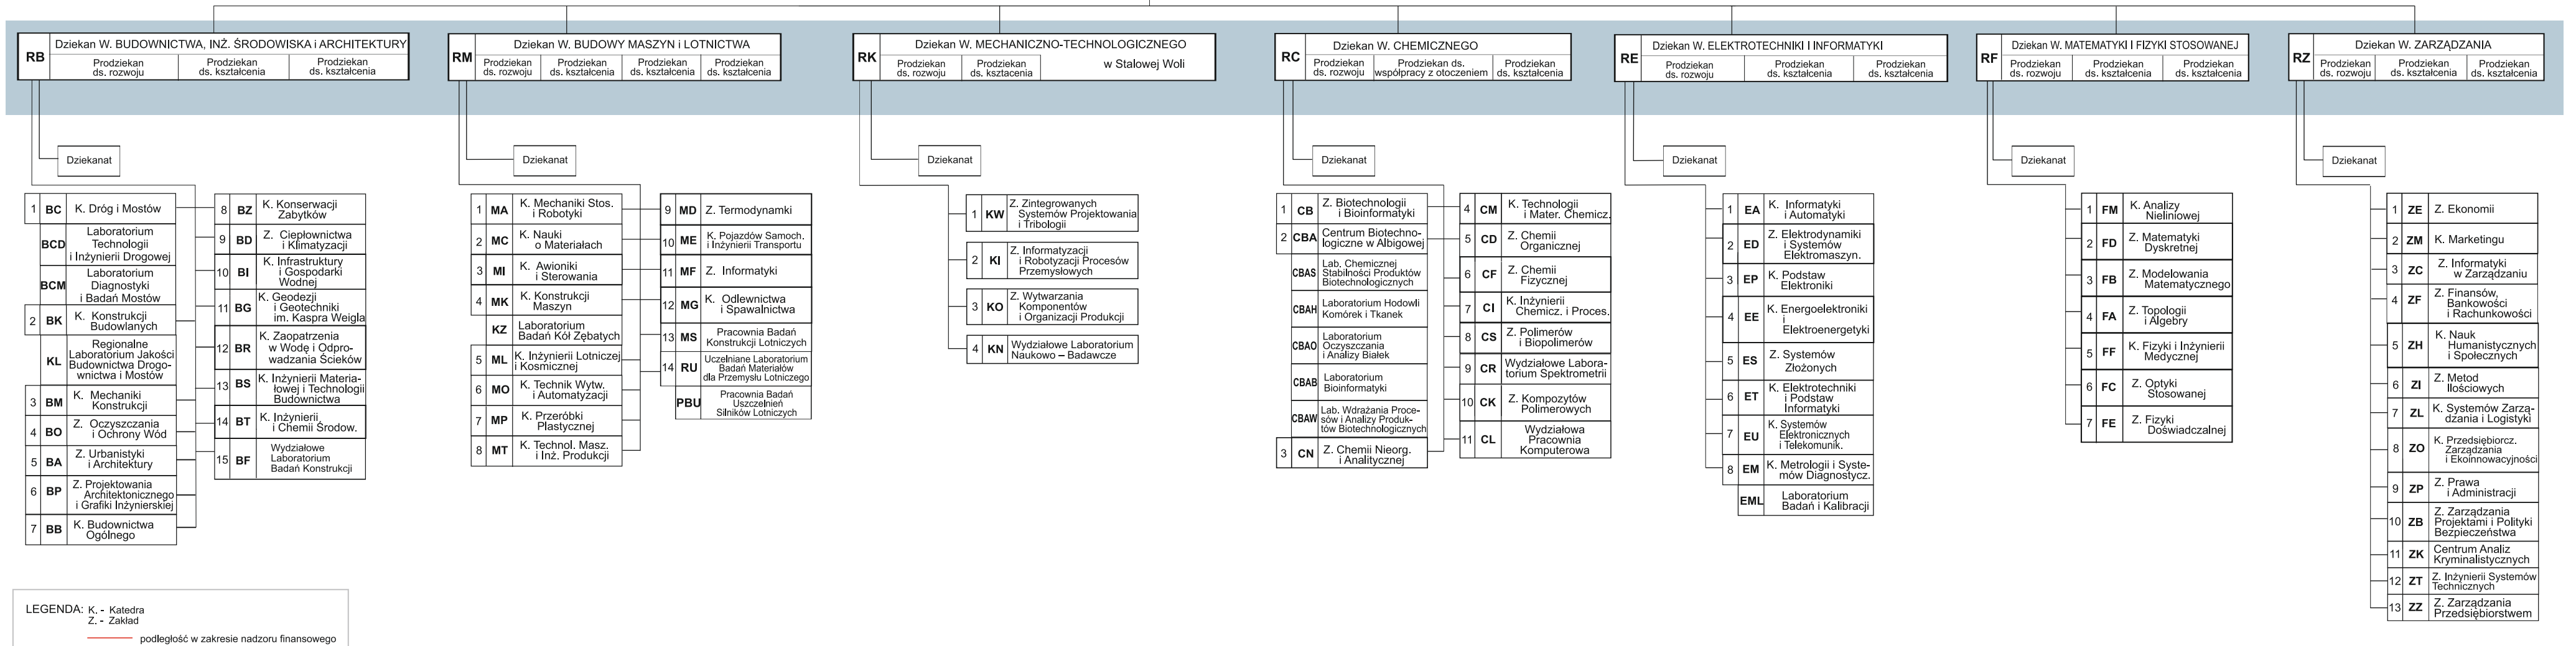 RB
Dziekan W. BUDOWNICTWA, INŻ. ŚRODOWISKA i ARCHITEKTURY
Prodziekan
ds. rozwoju
Prodziekan
ds. kształcenia
Prodziekan
ds. kształcenia
Dziekanat
1 BC K. Dróg i Mostów
BCD Laboratorium
Technologii
i Inżynierii Drogowej
BCM Laboratorium
Diagnostyki
i Badań Mostów
2 BK K. Konstrukcji
Budowlanych
KL Regionalne
Laboratorium Jakości
Budownictwa Drogo-
wnictwa i Mostów
3 BM K. Mechaniki
Konstrukcji
4 BO Z. Oczyszczania
i Ochrony Wód
5 BA Z. Urbanistyki
i Architektury
6 BP Z. Projektowania
Architektonicznego
i Grafiki Inżynierskiej
7 BB K. Budownictwa
Ogólnego
8 BZ K. Konserwacji
Zabytków
9 BD Z. Ciepłownictwa
i Klimatyzacji
10 BI K. Infrastruktury
i Gospodarki
Wodnej
11 BG K. Geodezji
i Geotechniki
im. Kaspra Weigla
12 BR K. Zaopatrzenia
w Wodę i Odpro-
wadzania Ścieków
13 BS K. Inżynierii Materia-
łowej i Technologii
Budownictwa
14 BT K. Inżynierii
i Chemii Środow.
15 BF Wydziałowe
Laboratorium
Badań Konstrukcji
RM
Dziekan W. BUDOWY MASZYN i LOTNICTWA
Prodziekan
ds. rozwoju
Prodziekan
ds. kształcenia
Prodziekan
ds. kształcenia
Prodziekan
ds. kształcenia
Dziekanat
1 MA K. Mechaniki Stos.
i Robotyki
2 MC K. Nauki
o Materiałach
3 MI K. Awioniki
i Sterowania
4 MK K. Konstrukcji
Maszyn
KZ Laboratorium
Badań Kół Zębatych
5 ML K. Inżynierii Lotniczej
i Kosmicznej
6 MO K. Technik Wytw.
i Automatyzacji
7 MP K. Przeróbki
Plastycznej
8 MT K. Technol. Masz.
i Inż. Produkcji
9 MD Z. Termodynamki
10 ME K. Pojazdów Samoch.
i Inżynierii Transportu
11 MF Z. Informatyki
12 MG K. Odlewnictwa
i Spawalnictwa
13 MS Pracownia Badań
Konstrukcji Lotniczych
14 RU Uczelniane Laboratorium
Badań Materiałów
dla Przemysłu Lotniczego
PBU Pracownia Badań
Uszczelnień
Silników Lotniczych
RK
Dziekan W. MECHANICZNO-TECHNOLOGICZNEGO
Prodziekan
ds. rozwoju
Prodziekan
ds. kształcenia
w Stalowej Woli
Dziekanat
1 KW Z. Zintegrowanych
Systemów Projektowania
i Tribologii
2 KI Z. Informatyzacji
i Robotyzacji Procesów
Przemysłowych
3 KO Z. Wytwarzania
Komponentów
i Organizacji Produkcji
4 KN Wydziałowe Laboratorium
Naukowo – Badawcze
RC
Dziekan W. CHEMICZNEGO
Prodziekan
ds. rozwoju
Prodziekan ds.
współpracy z otoczeniem
Prodziekan
ds. kształcenia
Dziekanat
1 CB Z. Biotechnologii
i Bioinformatyki
2 CBA Centrum Biotechno-
logiczne w Albigowej
CBAS Lab. Chemicznej
Stabilności Produktów
Biotechnologicznych
CBAH Laboratorium Hodowli
Komórek i Tkanek
CBAO Laboratorium
Oczyszczania
i Analizy Białek
CBAB Laboratorium
Bioinformatyki
CBAW Lab. Wdrażania Proce-
sów i Analizy Produk-
tów Biotechnologicznych
3 CN Z. Chemii Nieorg.
i Analitycznej
4 CM K. Technologii
i Mater. Chemicz.
5 CD Z. Chemii
Organicznej
6 CF Z. Chemii
Fizycznej
7 CI K. Inżynierii
Chemicz. i Proces.
8 CS Z. Polimerów
i Biopolimerów
9 CR Wydziałowe Labora-
torium Spektrometrii
10 CK Z. Kompozytów
Polimerowych
11 CL Wydziałowa
Pracownia
Komputerowa
RE
Dziekan W. ELEKTROTECHNIKI I INFORMATYKI
Prodziekan
ds. rozwoju
Prodziekan
ds. kształcenia
Prodziekan
ds. kształcenia
Dziekanat
1 EA K. Informatyki
i Automatyki
2 ED Z. Elektrodynamiki
i Systemów
Elektromaszyn.
3 EP K. Podstaw
Elektroniki
4 EE K. Energoelektroniki
i
Elektroenergetyki
5 ES Z. Systemów
Złożonych
6 ET K. Elektrotechniki
i Podstaw
Informatyki
7 EU K. Systemów
Elektronicznych
i Telekomunik.
8 EM K. Metrologii i Syste-
mów Diagnostycz.
EML Laboratorium
Badań i Kalibracji
RF
Dziekan W. MATEMATYKI I FIZYKI STOSOWANEJ
Prodziekan
ds. rozwoju
Prodziekan
ds. kształcenia
Prodziekan
ds. kształcenia
Dziekanat
1 FM K. Analizy
Nieliniowej
2 FD Z. Matematyki
Dyskretnej
3 FB Z. Modelowania
Matematycznego
4 FA Z. Topologii
i Algebry
5 FF K. Fizyki i Inżynierii
Medycznej
6 FC Z. Optyki
Stosowanej
7 FE Z. Fizyki
Doświadczalnej
RZ
Dziekan W. ZARZĄDZANIA
Prodziekan
ds. rozwoju
Prodziekan
ds. kształcenia
Prodziekan
ds. kształcenia
Dziekanat
1 ZE Z. Ekonomii
2 ZM K. Marketingu
3 ZC Z. Informatyki
w Zarządzaniu
4 ZF Z. Finansów,
Bankowości
i Rachunkowości
5 ZH K. Nauk
Humanistycznych
i Społecznych
6 ZI Z. Metod
Ilościowych
7 ZL K. Systemów Zarzą-
dzania i Logistyki
8 ZO K. Przedsiębiorcz.
Zarządzania
i Ekoinnowacyjności
9 ZP Z. Prawa
i Administracji
10 ZB Z. Zarządzania
Projektami i Polityki
Bezpieczeństwa
11 ZK Centrum Analiz
Kryminalistycznych
12 ZT Z. Inżynierii Systemów
Technicznych
13 ZZ Z. Zarządzania
Przedsiębiorstwem
LEGENDA: K. - Katedra
Z. - Zakład
podległość w zakresie nadzoru finansowego